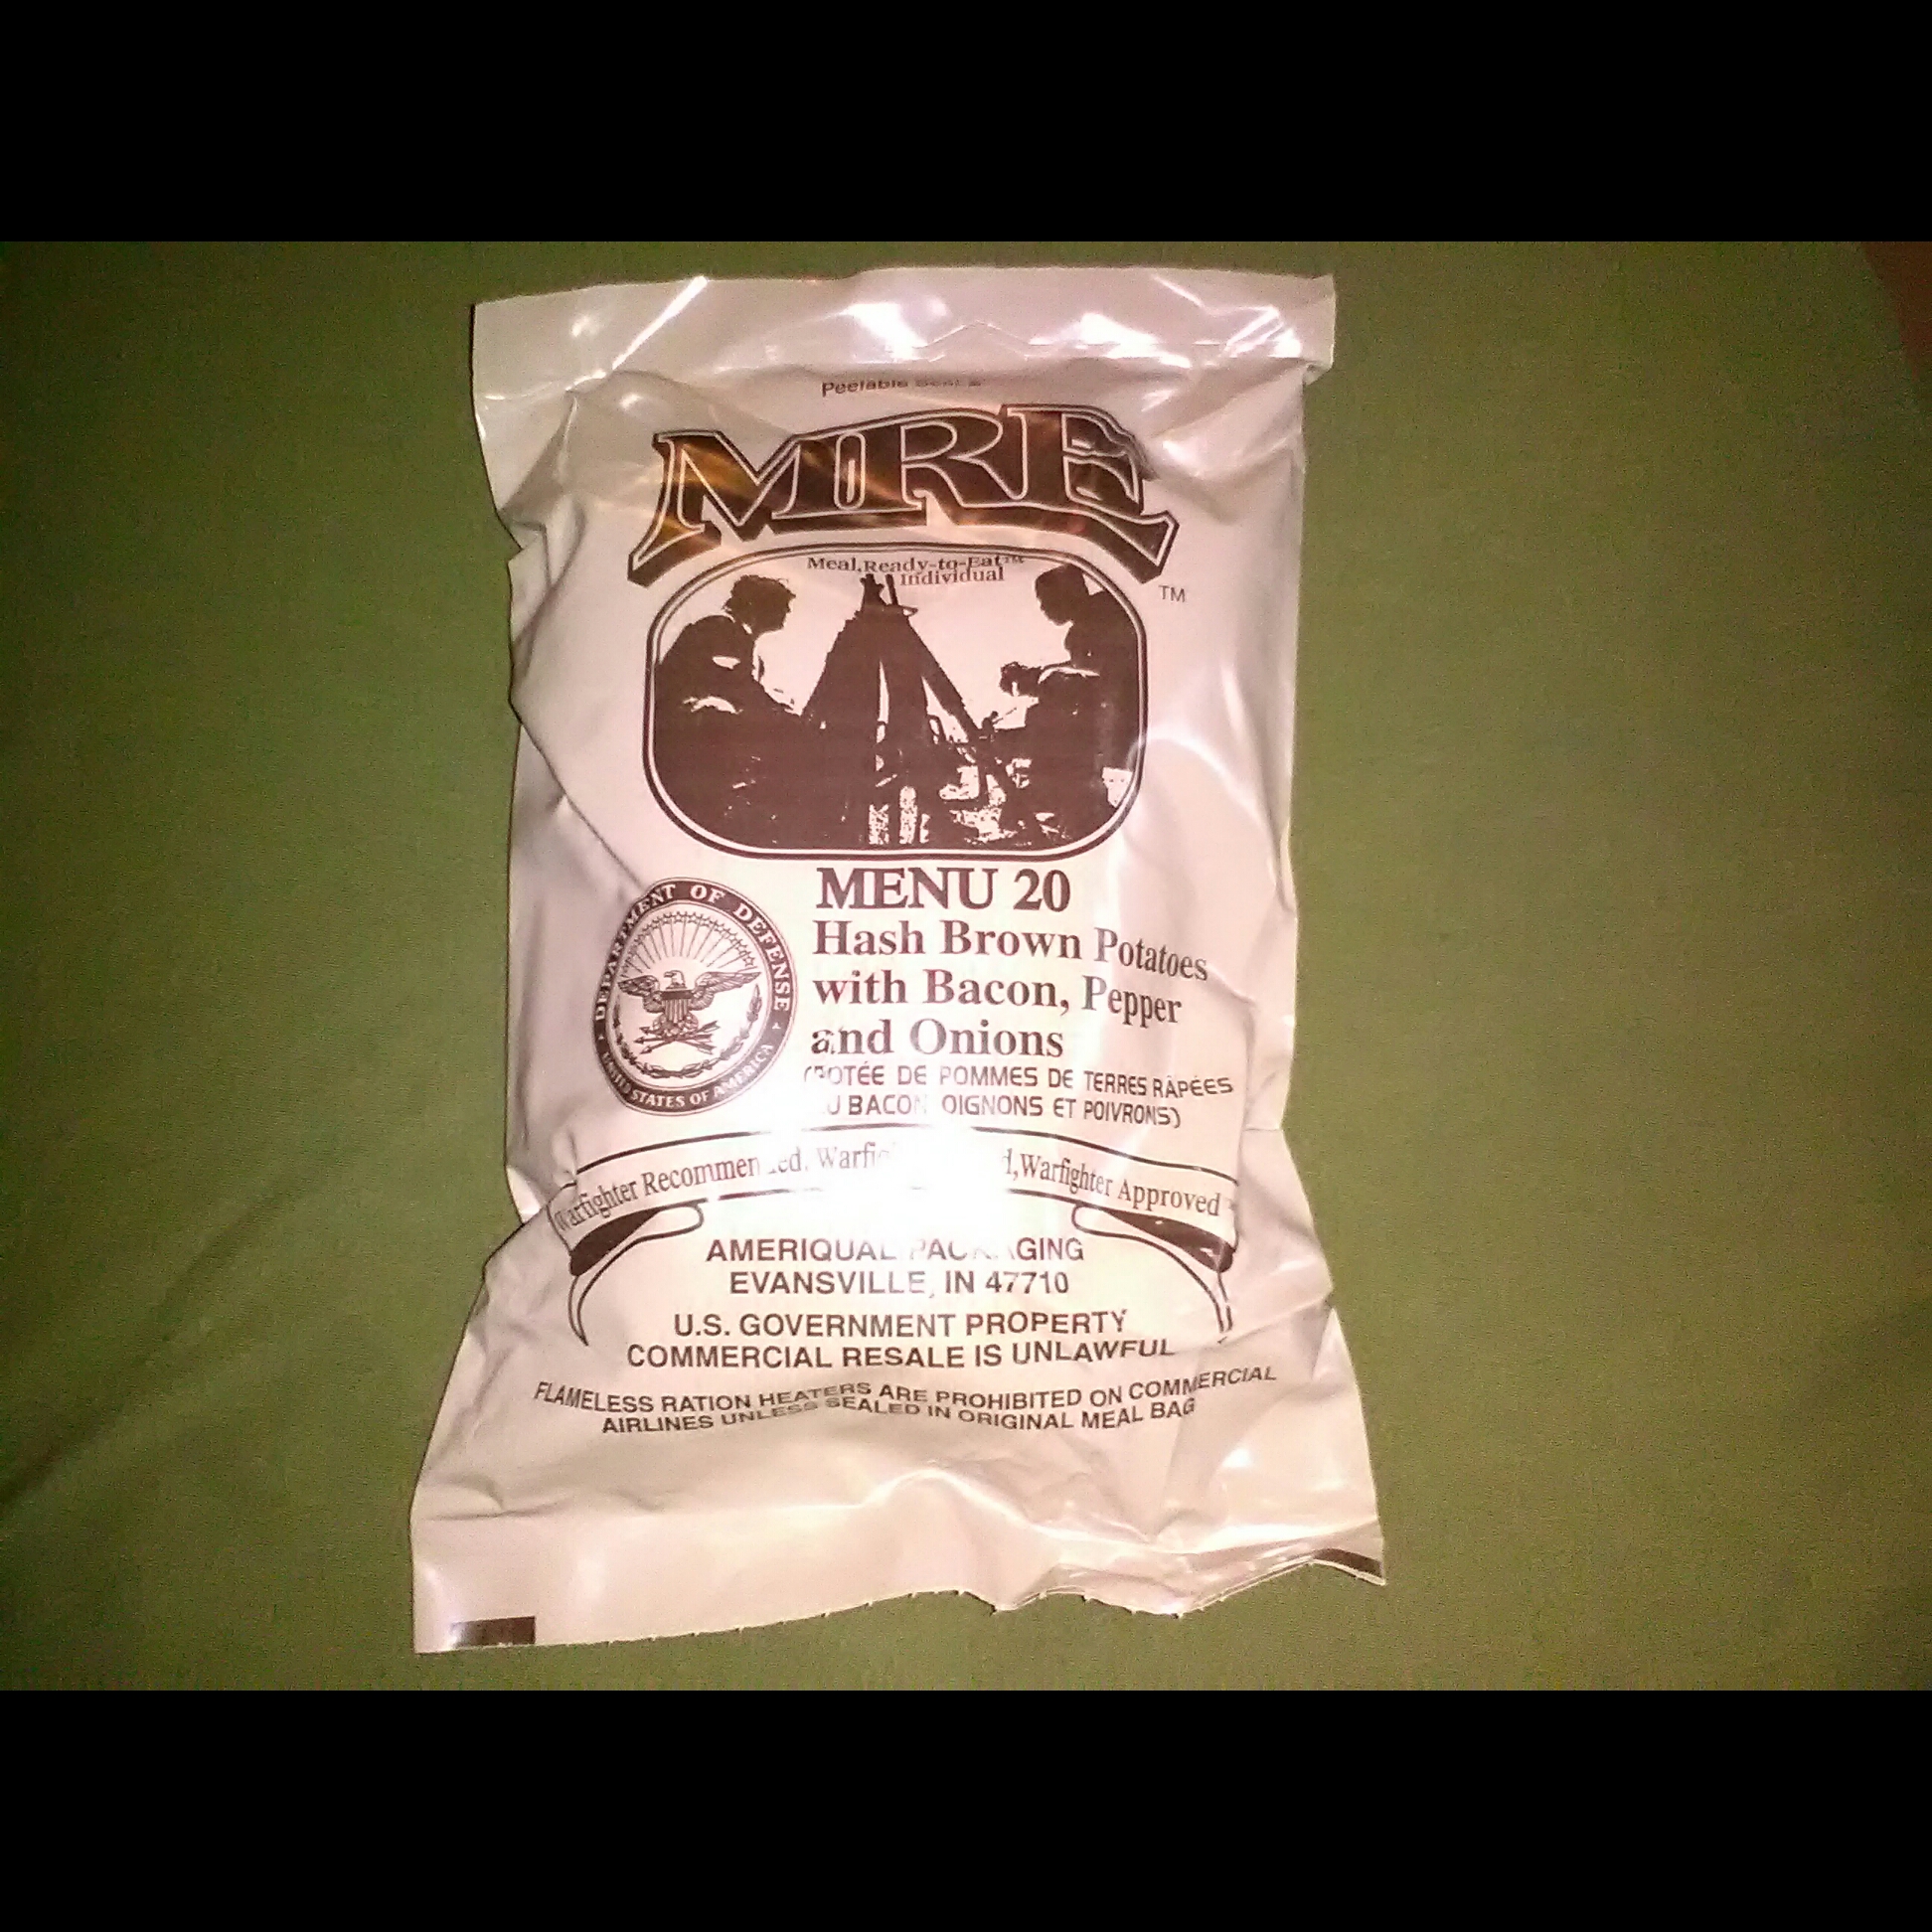 Peelable Seal
MRE
TM
Meal, Ready-to-Eat™
Individual
MENU 20
Hash Brown Potatoes
with Bacon, Pepper
and Onions
(POTÉE DE POMMES DE TERRES RÂPÉES
AU BACON OIGNONS ET POIVRONS)
DEPARTMENT OF DEFENSE
UNITED STATES OF AMERICA
Warfighter Recommended, Warfighter Approved
AMERIQUAL PACKAGING
EVANSVILLE, IN 47710
U.S. GOVERNMENT PROPERTY
COMMERCIAL RESALE IS UNLAWFUL
FLAMELESS RATION HEATERS ARE PROHIBITED ON COMMERCIAL
AIRLINES UNLESS SEALED IN ORIGINAL MEAL BAG